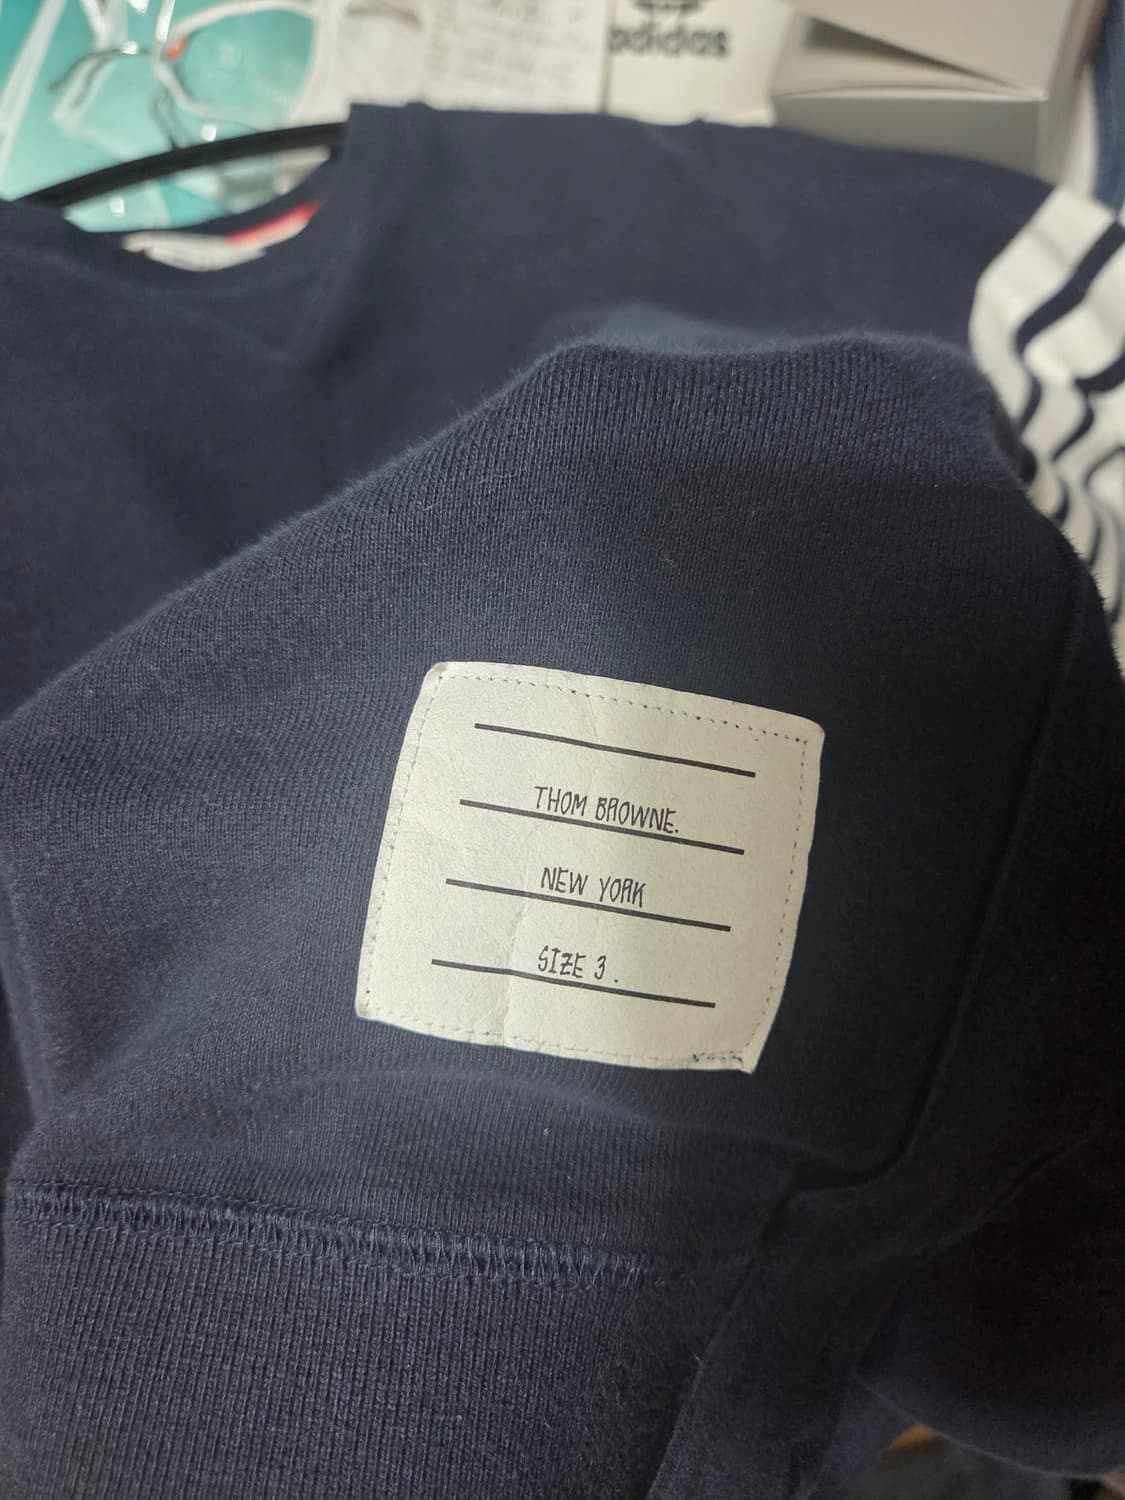 adidas
THOM BROWNE.
NEW YORK
SIZE 3.